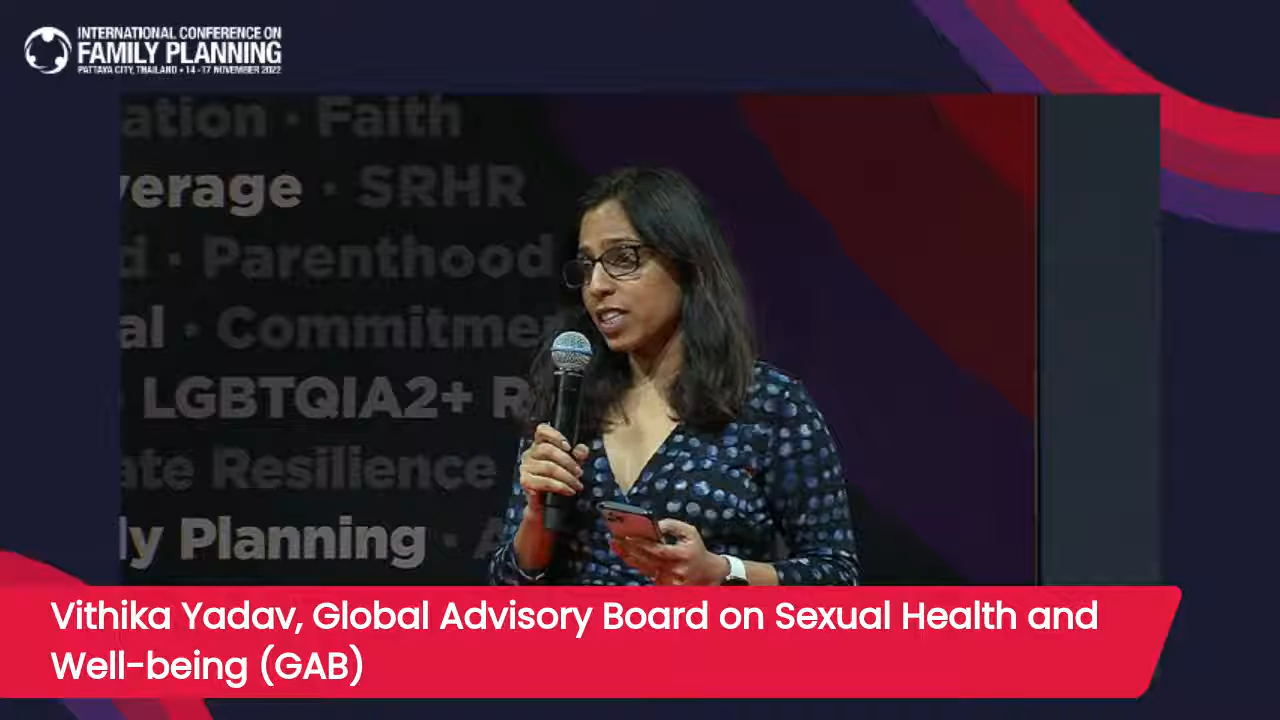 INTERNATIONAL CONFERENCE ON
FAMILY PLANNING
PATTAYA CITY, THAILAND • 14 -17 NOVEMBER 2022
ation · Faith
verage · SRHR
d · Parenthood
al · Commitme
· LGBTQIA2+ R
ate Resilience
ly Planning · A
Vithika Yadav, Global Advisory Board on Sexual Health and
Well-being (GAB)